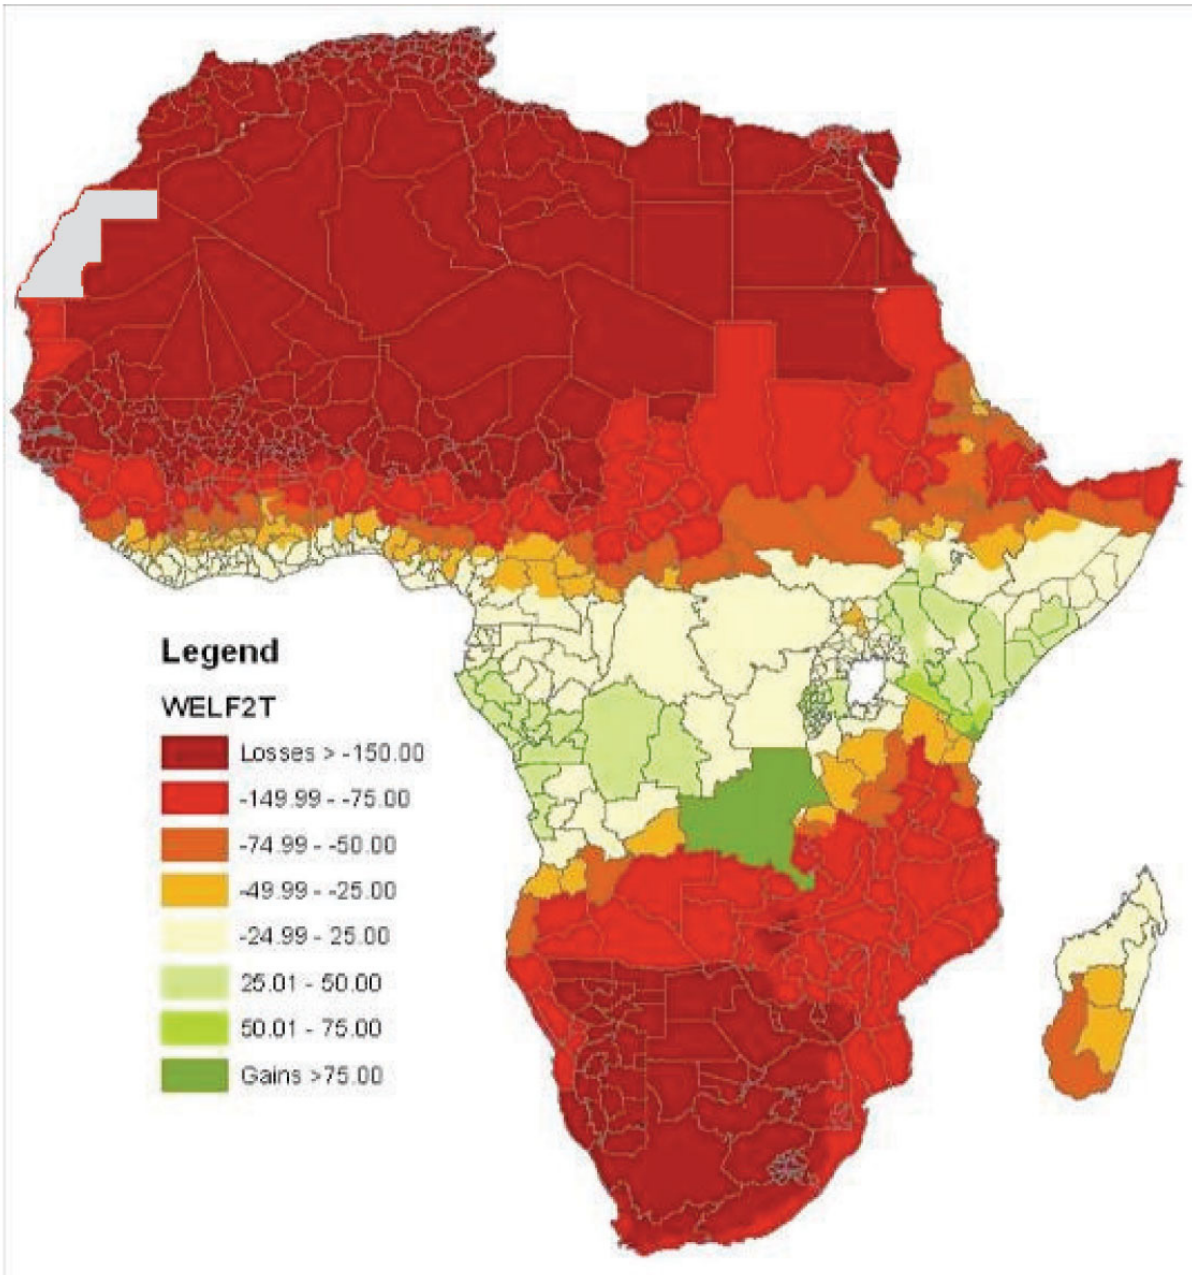 Legend
WELF2T
Losses > -150.00
-149.99 - -75.00
-74.99 - -50.00
-49.99 - -25.00
-24.99 - 25.00
25.01 - 50.00
50.01 - 75.00
Gains >75.00